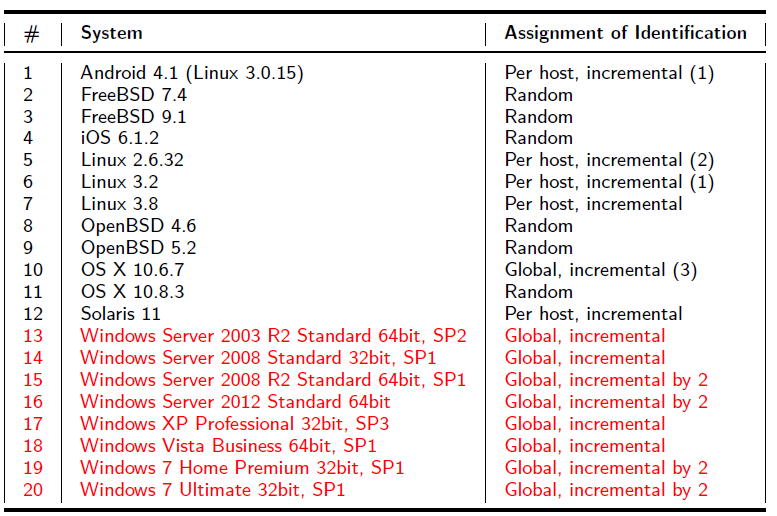 # System Assignment of Identification
1 Android 4.1 (Linux 3.0.15) Per host, incremental (1)
2 FreeBSD 7.4 Random
3 FreeBSD 9.1 Random
4 iOS 6.1.2 Random
5 Linux 2.6.32 Per host, incremental (2)
6 Linux 3.2 Per host, incremental (1)
7 Linux 3.8 Per host, incremental
8 OpenBSD 4.6 Random
9 OpenBSD 5.2 Random
10 OS X 10.6.7 Global, incremental (3)
11 OS X 10.8.3 Random
12 Solaris 11 Per host, incremental
13 Windows Server 2003 R2 Standard 64bit, SP2 Global, incremental
14 Windows Server 2008 Standard 32bit, SP1 Global, incremental
15 Windows Server 2008 R2 Standard 64bit, SP1 Global, incremental by 2
16 Windows Server 2012 Standard 64bit Global, incremental by 2
17 Windows XP Professional 32bit, SP3 Global, incremental
18 Windows Vista Business 64bit, SP1 Global, incremental
19 Windows 7 Home Premium 32bit, SP1 Global, incremental by 2
20 Windows 7 Ultimate 32bit, SP1 Global, incremental by 2